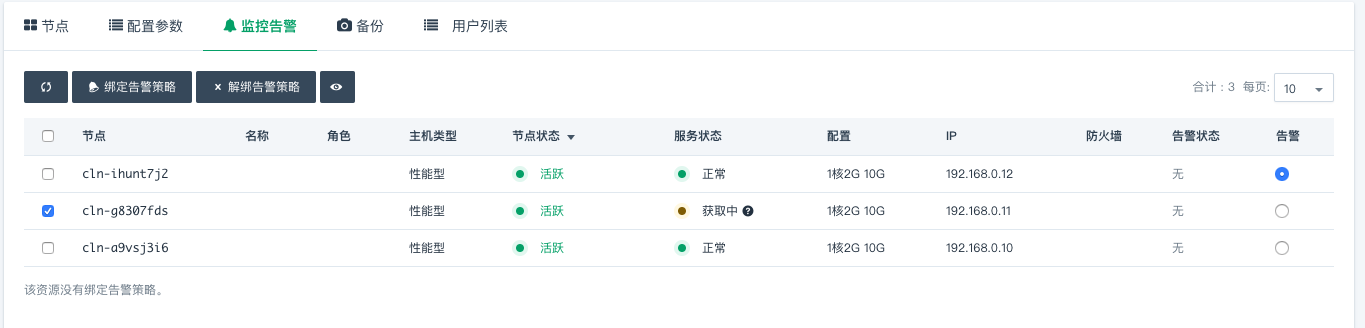 节点 配置参数 监控告警 备份 用户列表
绑定告警策略 解绑告警策略 合计：3 每页: 10
节点 名称 角色 主机类型 节点状态 服务状态 配置 IP 防火墙 告警状态 告警
cln-ihunt7j2 性能型 活跃 正常 1核2G 10G 192.168.0.12 无
cln-g8307fds 性能型 活跃 获取中 1核2G 10G 192.168.0.11 无
cln-a9vsj3i6 性能型 活跃 正常 1核2G 10G 192.168.0.10 无
该资源没有绑定告警策略。